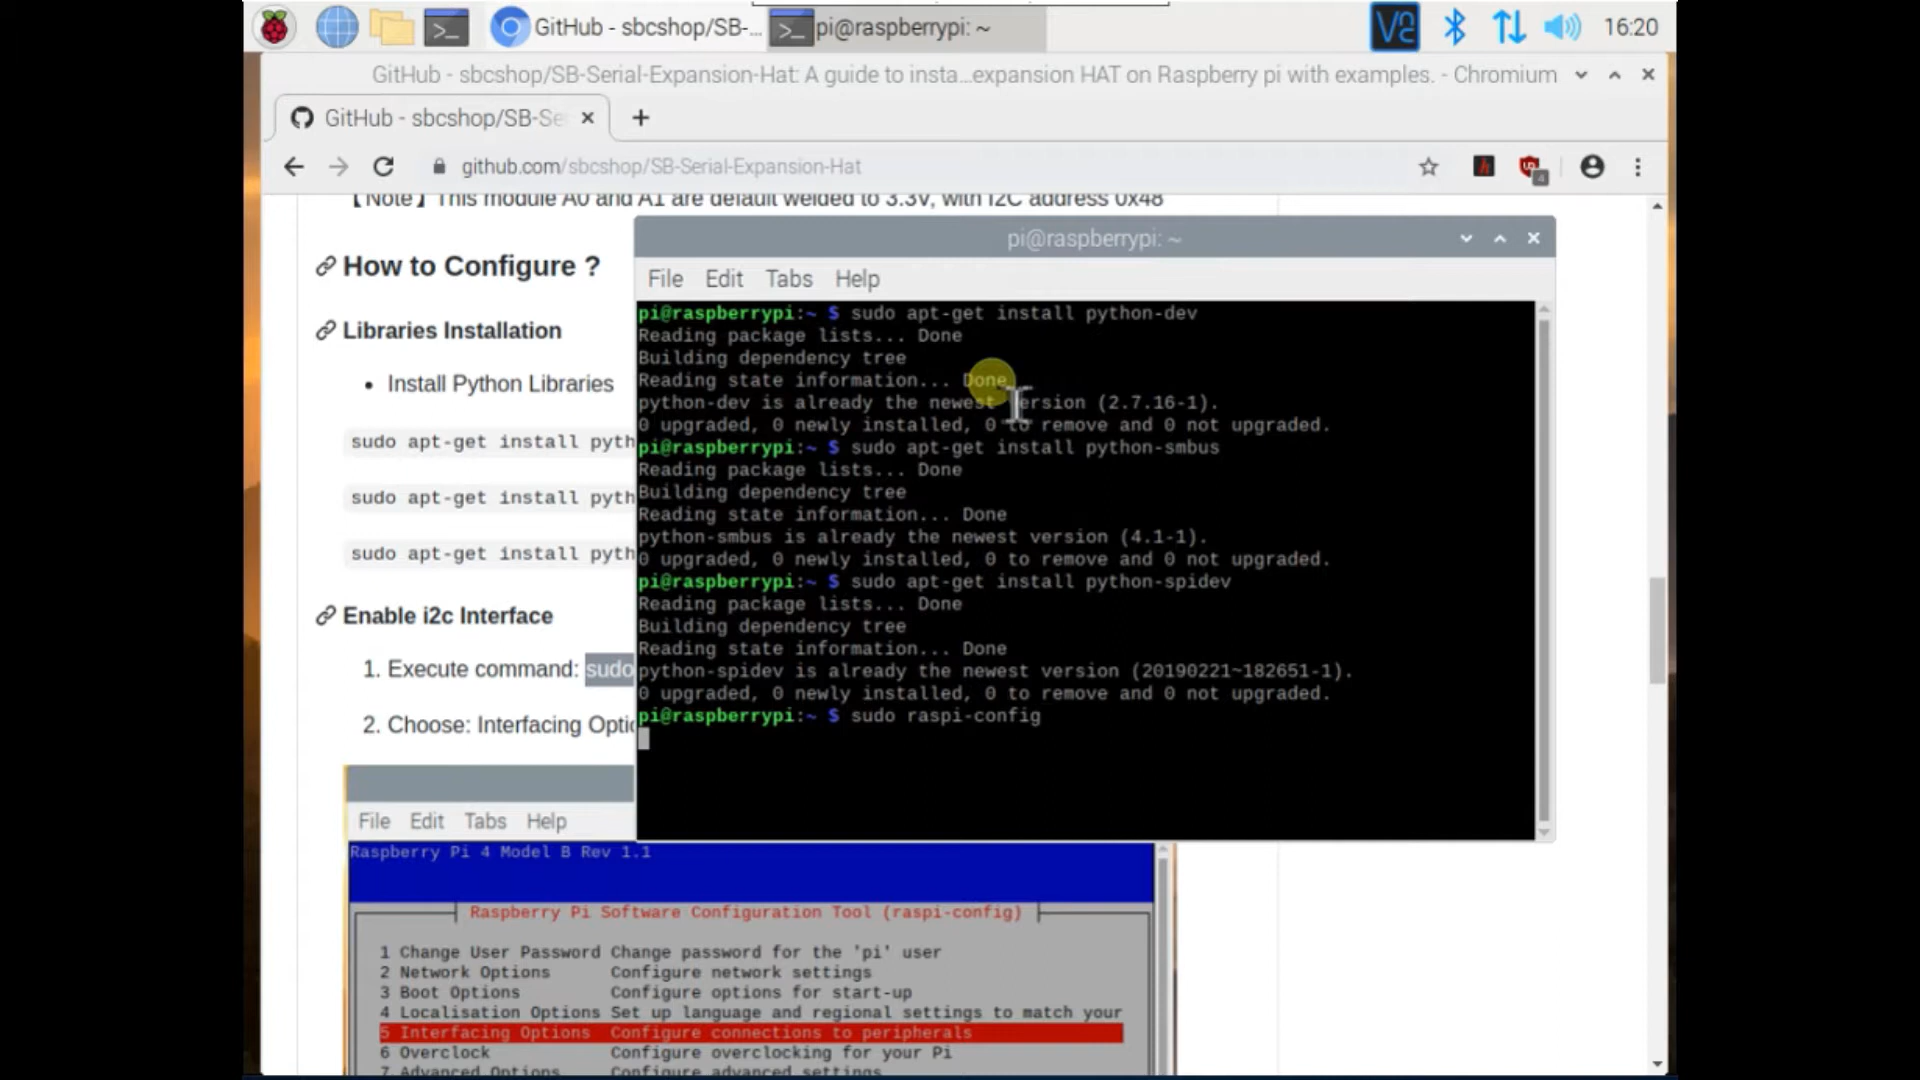 GitHub - sbcshop/SB-...
pi@raspberrypi: ~
16:20
GitHub - sbcshop/SB-Serial-Expansion-Hat: A guide to insta...expansion HAT on Raspberry pi with examples. - Chromium
GitHub - sbcshop/SB-Se
github.com/sbcshop/SB-Serial-Expansion-Hat
【Note】This module A0 and A1 are default welded to 3.3V, with I2C address 0x48
How to Configure ?
Libraries Installation
• Install Python Libraries
sudo apt-get install pyth
sudo apt-get install pyth
sudo apt-get install pyth
Enable i2c Interface
1. Execute command: sudo
2. Choose: Interfacing Optio
File Edit Tabs Help
Raspberry Pi 4 Model B Rev 1.1
Raspberry Pi Software Configuration Tool (raspi-config)
1 Change User Password Change password for the 'pi' user
2 Network Options Configure network settings
3 Boot Options Configure options for start-up
4 Localisation Options Set up language and regional settings to match your
5 Interfacing Options Configure connections to peripherals
6 Overclock Configure overclocking for your Pi
7 Advanced Options Configure advanced settings
pi@raspberrypi: ~
File Edit Tabs Help
pi@raspberrypi:~ $ sudo apt-get install python-dev
Reading package lists... Done
Building dependency tree
Reading state information... Done
python-dev is already the newest version (2.7.16-1).
0 upgraded, 0 newly installed, 0 to remove and 0 not upgraded.
pi@raspberrypi:~ $ sudo apt-get install python-smbus
Reading package lists... Done
Building dependency tree
Reading state information... Done
python-smbus is already the newest version (4.1-1).
0 upgraded, 0 newly installed, 0 to remove and 0 not upgraded.
pi@raspberrypi:~ $ sudo apt-get install python-spidev
Reading package lists... Done
Building dependency tree
Reading state information... Done
python-spidev is already the newest version (20190221~182651-1).
0 upgraded, 0 newly installed, 0 to remove and 0 not upgraded.
pi@raspberrypi:~ $ sudo raspi-config